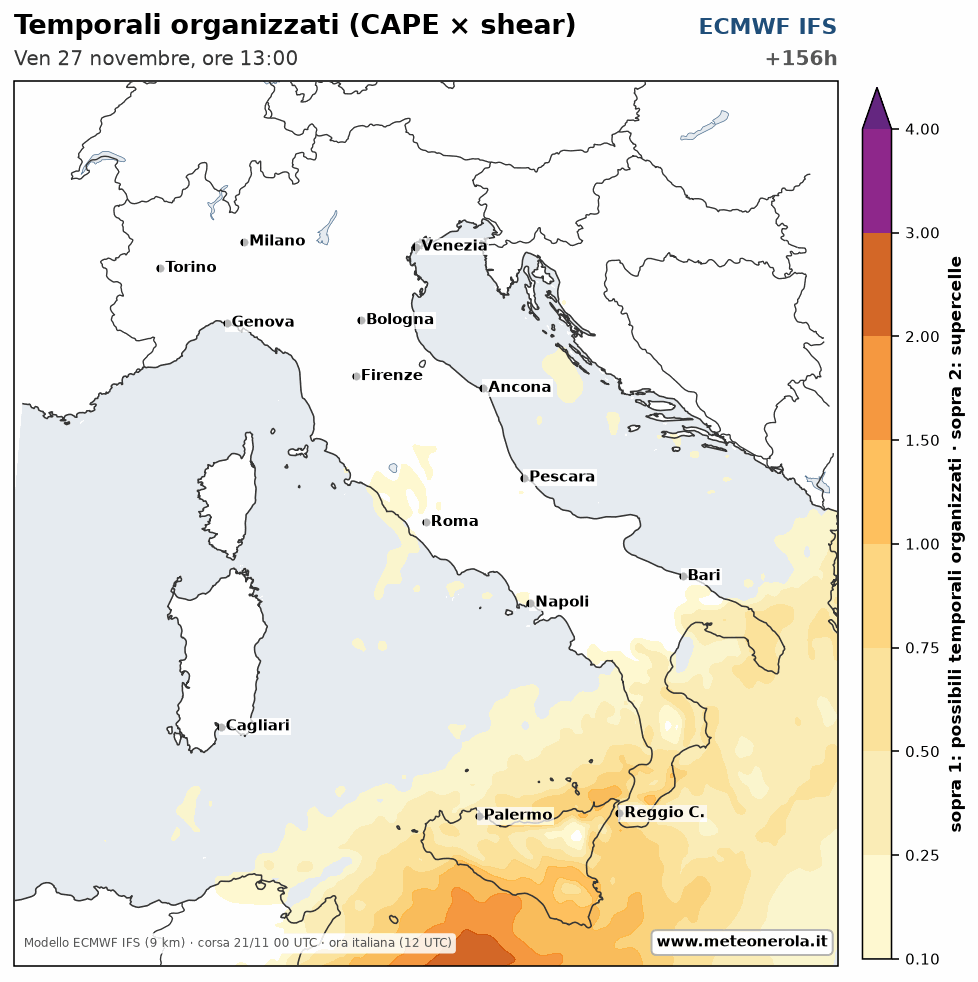 Temporali organizzati (CAPE × shear)
ECMWF IFS
Ven 27 novembre, ore 13:00
+156h
Milano
Venezia
Torino
Genova
Bologna
Firenze
Ancona
Pescara
Roma
Bari
Napoli
Cagliari
Palermo
Reggio C.
4.00
3.00
2.00
1.50
1.00
0.75
0.50
0.25
0.10
sopra 1: possibili temporali organizzati · sopra 2: supercelle
Modello ECMWF IFS (9 km) · corsa 21/11 00 UTC · ora italiana (12 UTC)
www.meteonerola.it